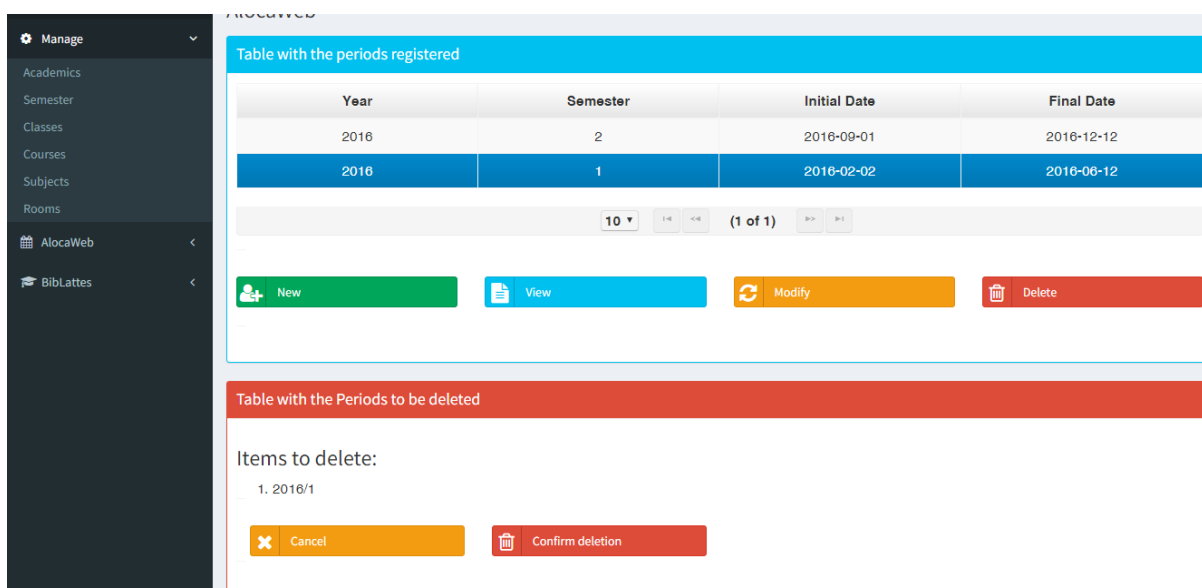 AlocaWeb
Manage
Academics
Semester
Classes
Courses
Subjects
Rooms
AlocaWeb
BibLattes
Table with the periods registered
Year Semester Initial Date Final Date
2016 2 2016-09-01 2016-12-12
2016 1 2016-02-02 2016-06-12
10 (1 of 1)
New View Modify Delete
Table with the Periods to be deleted
Items to delete:
1. 2016/1
Cancel Confirm deletion